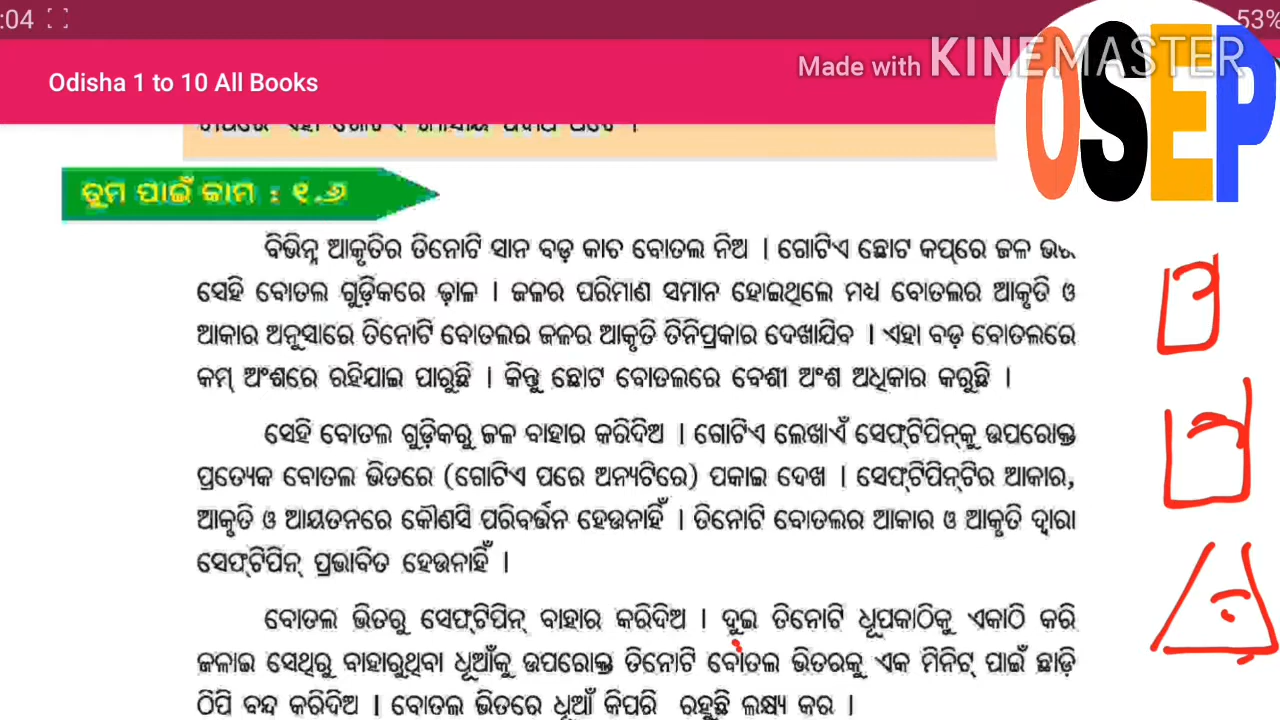 :04
53%
Odisha 1 to 10 All Books
Made with KINEMASTER
OSEP
ତୁମ ପାଇଁ କାମ : ୧.୬
ବିଭିନ୍ନ ଆକୃତିର ତିନୋଟି ସାନ ବଡ଼ କାଚ ବୋତଲ ନିଅ । ଗୋଟିଏ ଛୋଟ କପ୍‌ରେ ଜଳ
ସେହି ବୋତଲ ଗୁଡ଼ିକରେ ଢ଼ାଳ । ଜଳର ପରିମାଣ ସମାନ ହୋଇଥିଲେ ମଧ୍ୟ ବୋତଲର ଆକୃତି ଓ
ଆକାର ଅନୁସାରେ ତିନୋଟି ବୋତଲର ଜଳର ଆକୃତି ତିନିପ୍ରକାର ଦେଖାଯିବ । ଏହା ବଡ଼ ବୋତଲରେ
କମ୍ ଅଂଶରେ ରହିଯାଇ ପାରୁଛି । କିନ୍ତୁ ଛୋଟ ବୋତଲରେ ବେଶୀ ଅଂଶ ଅଧିକାର କରୁଛି ।
ସେହି ବୋତଲ ଗୁଡ଼ିକରୁ ଜଳ ବାହାର କରିଦିଅ । ଗୋଟିଏ ଲେଖାଏଁ ସେଫ୍‌ଟିପିନ୍‌କୁ ଉପରୋକ୍ତ
ପ୍ରତ୍ୟେକ ବୋତଲ ଭିତରେ (ଗୋଟିଏ ପରେ ଅନ୍ୟଟିରେ) ପକାଇ ଦେଖ । ସେଫ୍‌ଟିପିନ୍‌ଟିର ଆକାର,
ଆକୃତି ଓ ଆୟତନରେ କୌଣସି ପରିବର୍ତ୍ତନ ହେଉନାହିଁ । ତିନୋଟି ବୋତଲର ଆକାର ଓ ଆକୃତି ଦ୍ୱାରା
ସେଫ୍‌ଟିପିନ୍ ପ୍ରଭାବିତ ହେଉନାହିଁ ।
ବୋତଲ ଭିତରୁ ସେଫ୍‌ଟିପିନ୍ ବାହାର କରିଦିଅ । ଦୁଇ ତିନୋଟି ଧୂପକାଠିକୁ ଏକାଠି କରି
ଜଳାଇ ସେଥିରୁ ବାହାରୁଥିବା ଧୂଆଁକୁ ଉପରୋକ୍ତ ତିନୋଟି ବୋତଲ ଭିତରକୁ ଏକ ମିନିଟ୍ ପାଇଁ ଛାଡ଼ି
ଠିପି ବନ୍ଦ କରିଦିଅ । ବୋତଲ ଭିତରେ ଧୂଆଁ କିପରି ରହୁଛି ଲକ୍ଷ୍ୟ କର ।